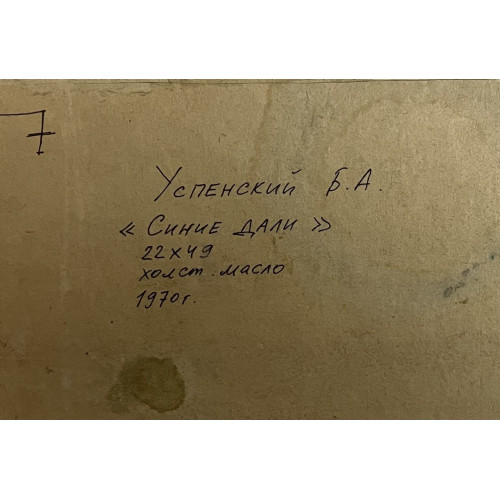 7
Успенский Б.А.
« Синие дали »
22х49
холст. масло
1970г.